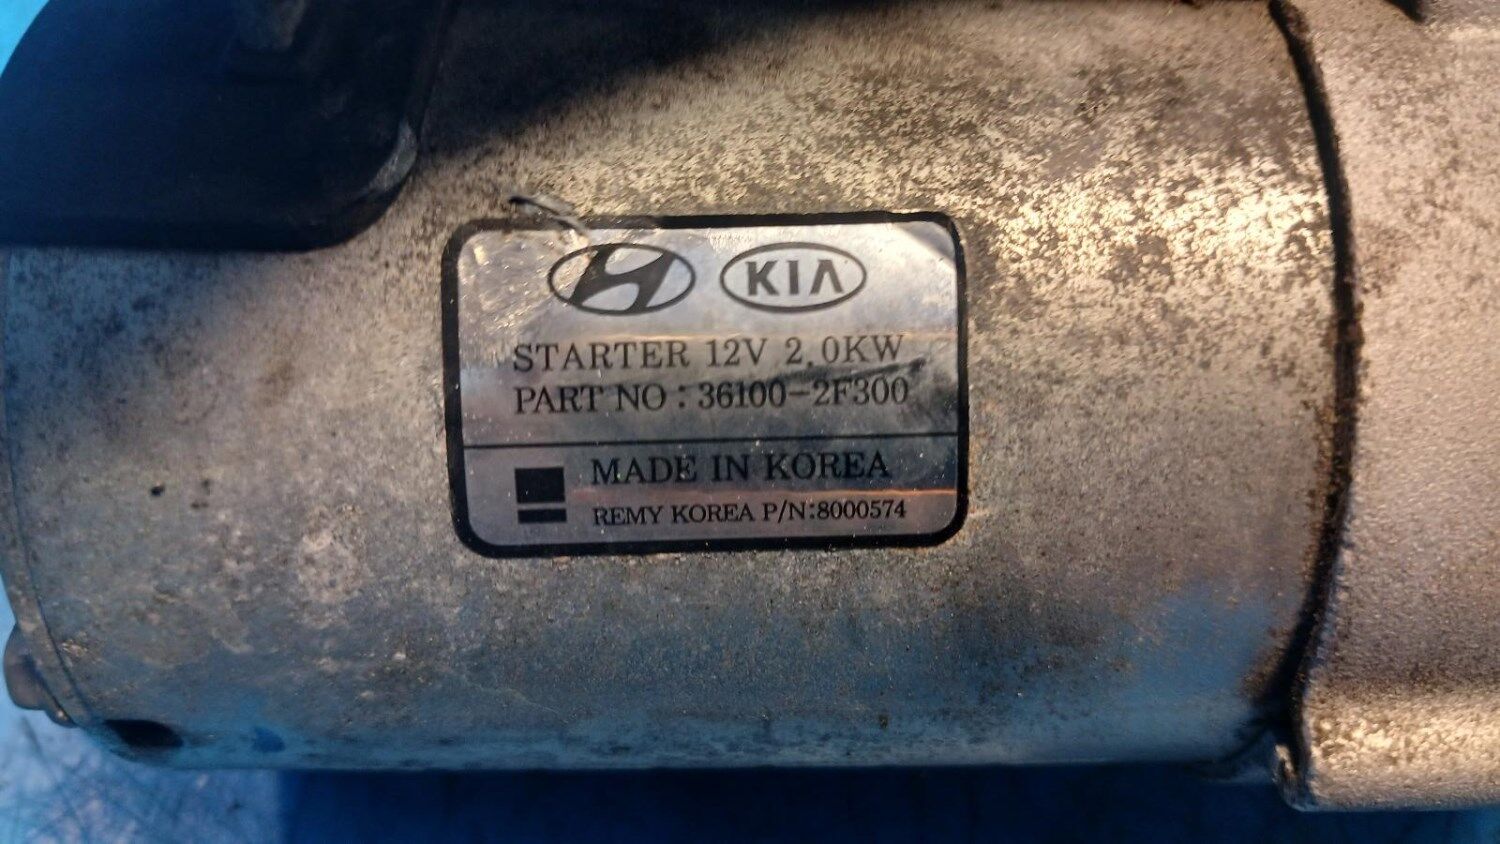 KIA
STARTER 12V 2.0KW
PART NO : 36100-2F300
MADE IN KOREA
REMY KOREA P/N:8000574